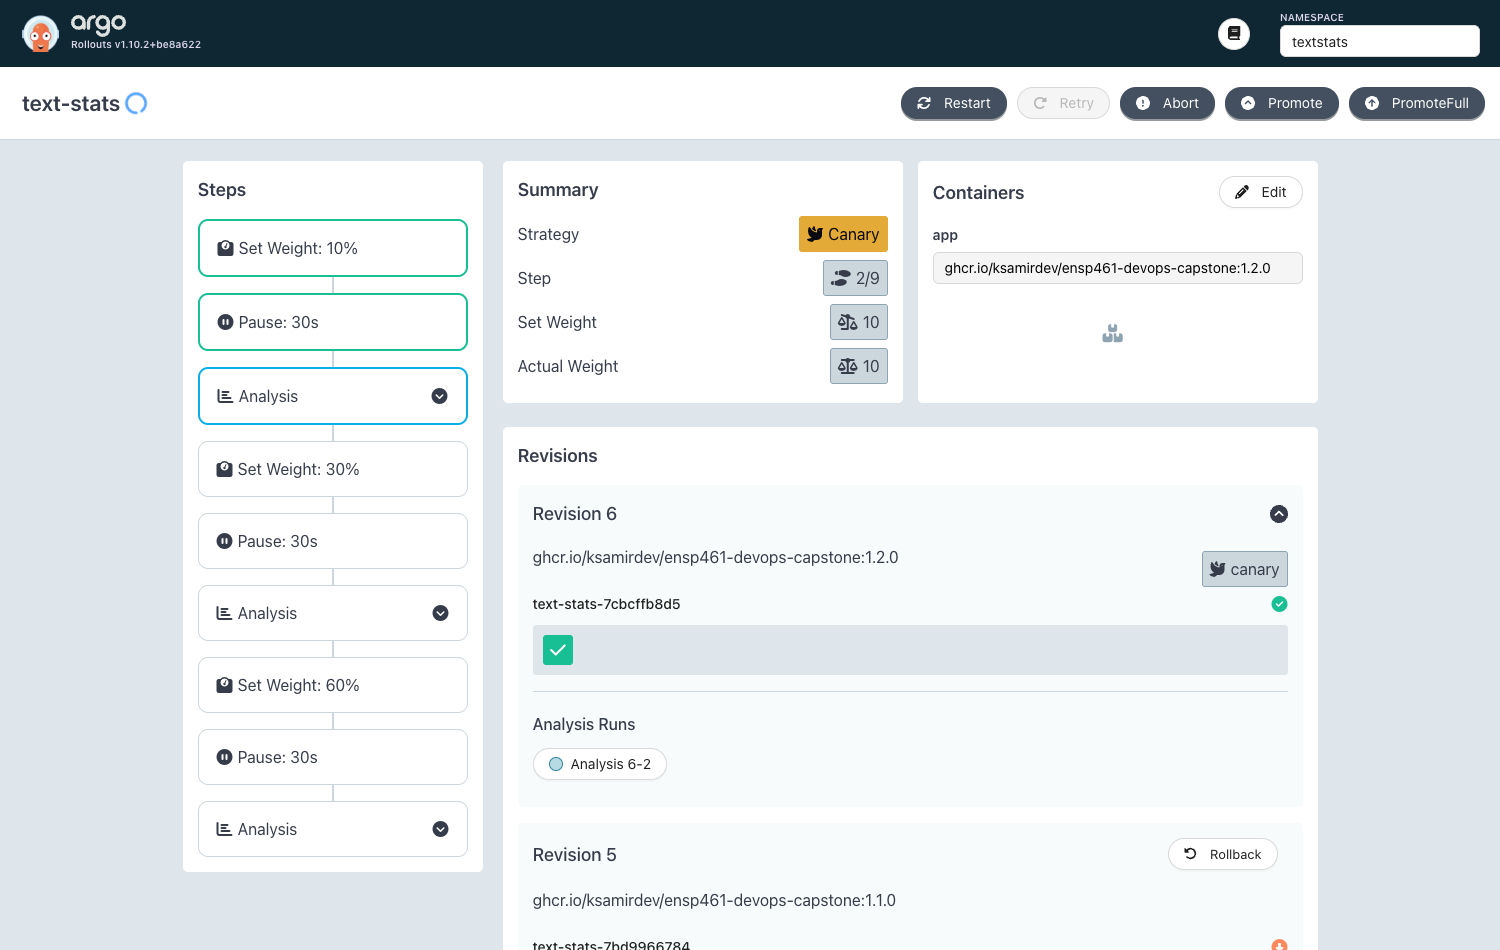 argo
Rollouts v1.10.2+be8a622
NAMESPACE
textstats
text-stats
Restart
Retry
Abort
Promote
PromoteFull
Steps
Set Weight: 10%
Pause: 30s
Analysis
Set Weight: 30%
Pause: 30s
Analysis
Set Weight: 60%
Pause: 30s
Analysis
Summary
Strategy
Canary
Step
2/9
Set Weight
10
Actual Weight
10
Containers
Edit
app
ghcr.io/ksamirdev/ensp461-devops-capstone:1.2.0
Revisions
Revision 6
ghcr.io/ksamirdev/ensp461-devops-capstone:1.2.0
canary
text-stats-7cbcffb8d5
Analysis Runs
Analysis 6-2
Revision 5
Rollback
ghcr.io/ksamirdev/ensp461-devops-capstone:1.1.0
text-stats-7bd9966784